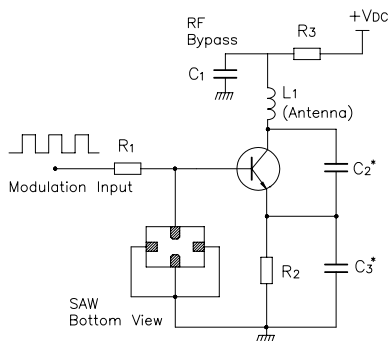 +VDC
RF
Bypass
R3
C1
L1
(Antenna)
R1
Modulation Input
C2*
SAW
Bottom View
R2
C3*